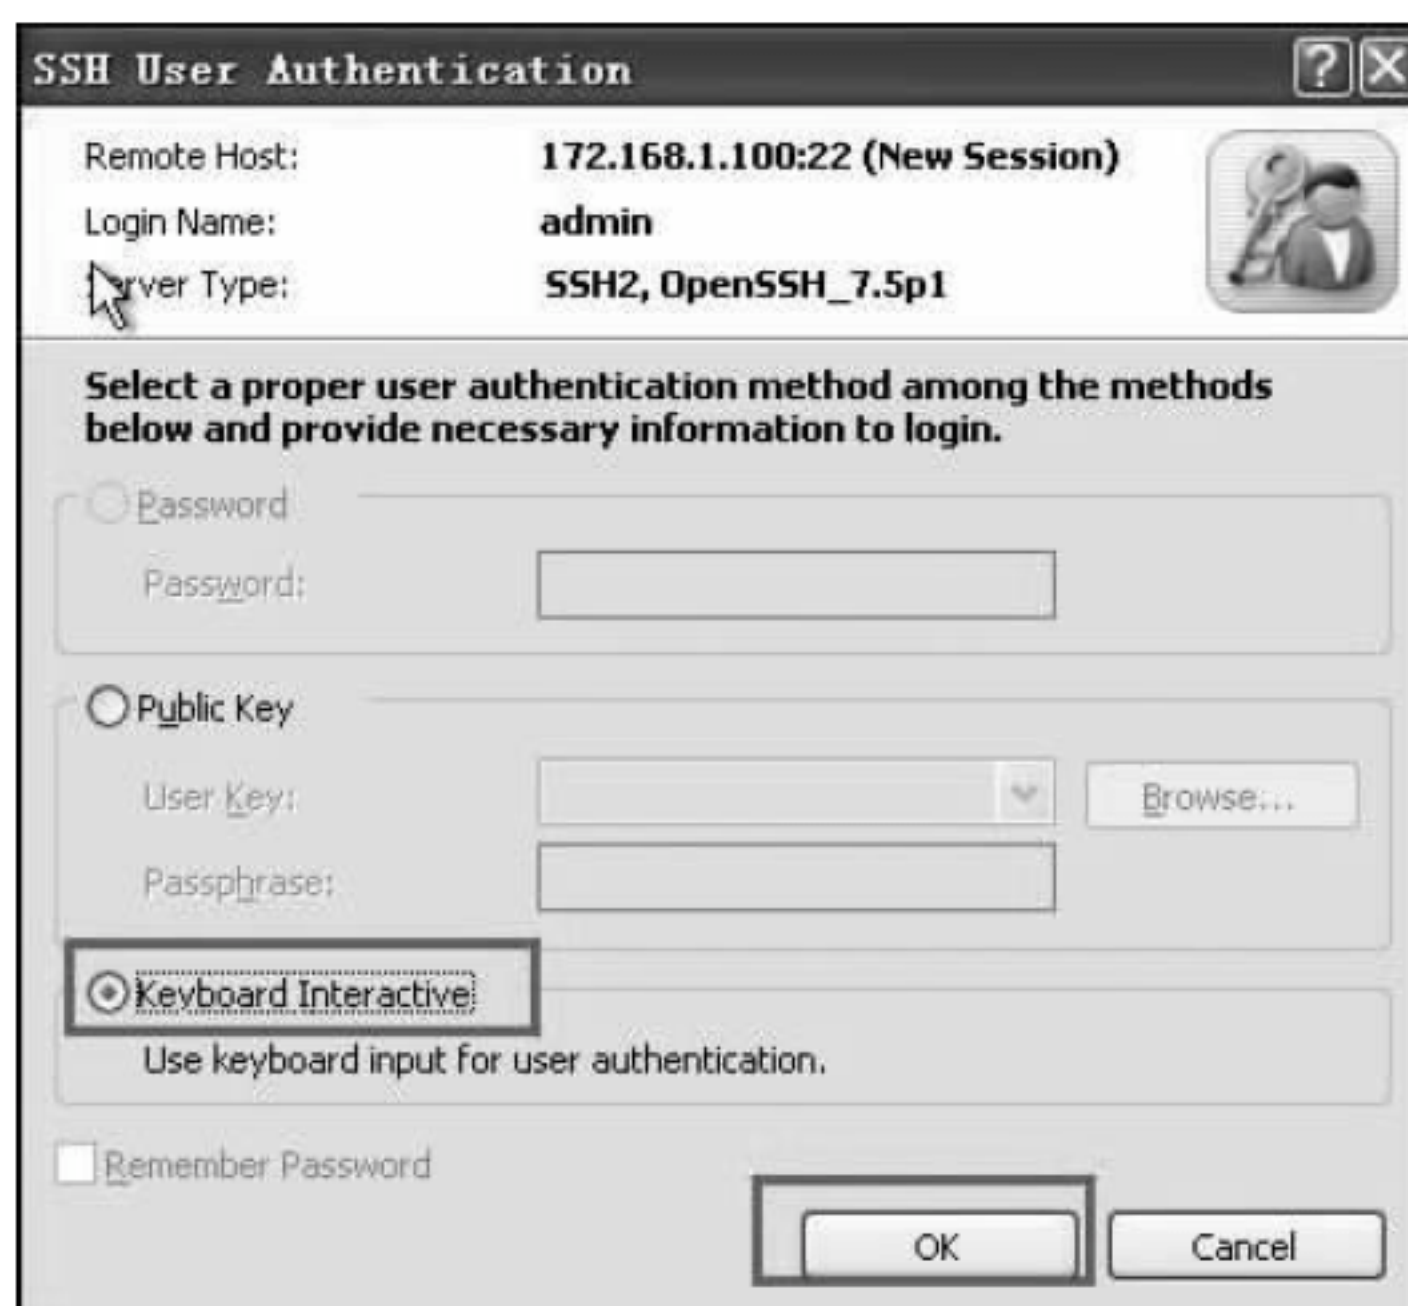 SSH User Authentication
Remote Host: 172.168.1.100:22 (New Session)
Login Name: admin
Server Type: SSH2, OpenSSH_7.5p1
Select a proper user authentication method among the methods
below and provide necessary information to login.
Password
Password:
Public Key
User Key: Browse...
Passphrase:
Keyboard Interactive
Use keyboard input for user authentication.
Remember Password
OK Cancel